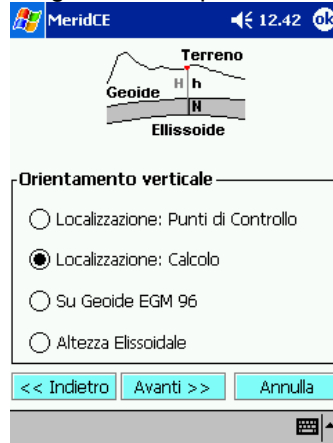 MeridCE 12.42 ok
Terreno
H h
Geoide
N
Ellissoide
Orientamento verticale
Localizzazione: Punti di Controllo
Localizzazione: Calcolo
Su Geoide EGM 96
Altezza Elissoidale
<< Indietro Avanti >> Annulla